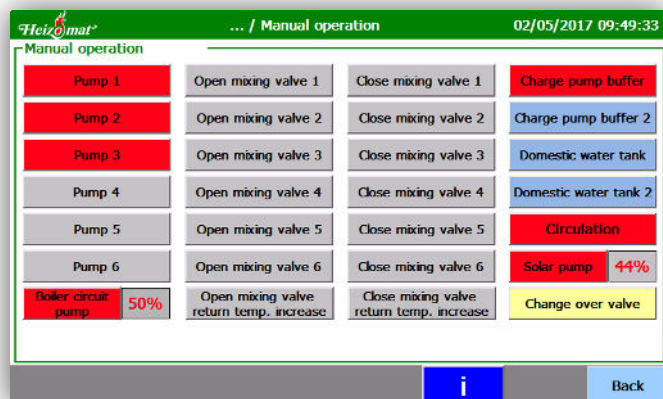 Heizomat
... / Manual operation
02/05/2017 09:49:33
Manual operation
Pump 1
Open mixing valve 1
Close mixing valve 1
Charge pump buffer
Pump 2
Open mixing valve 2
Close mixing valve 2
Charge pump buffer 2
Pump 3
Open mixing valve 3
Close mixing valve 3
Domestic water tank
Pump 4
Open mixing valve 4
Close mixing valve 4
Domestic water tank 2
Pump 5
Open mixing valve 5
Close mixing valve 5
Circulation
Pump 6
Open mixing valve 6
Close mixing valve 6
Solar pump
44%
Boiler circuit
pump
50%
Open mixing valve
return temp. increase
Close mixing valve
return temp. increase
Change over valve
i
Back